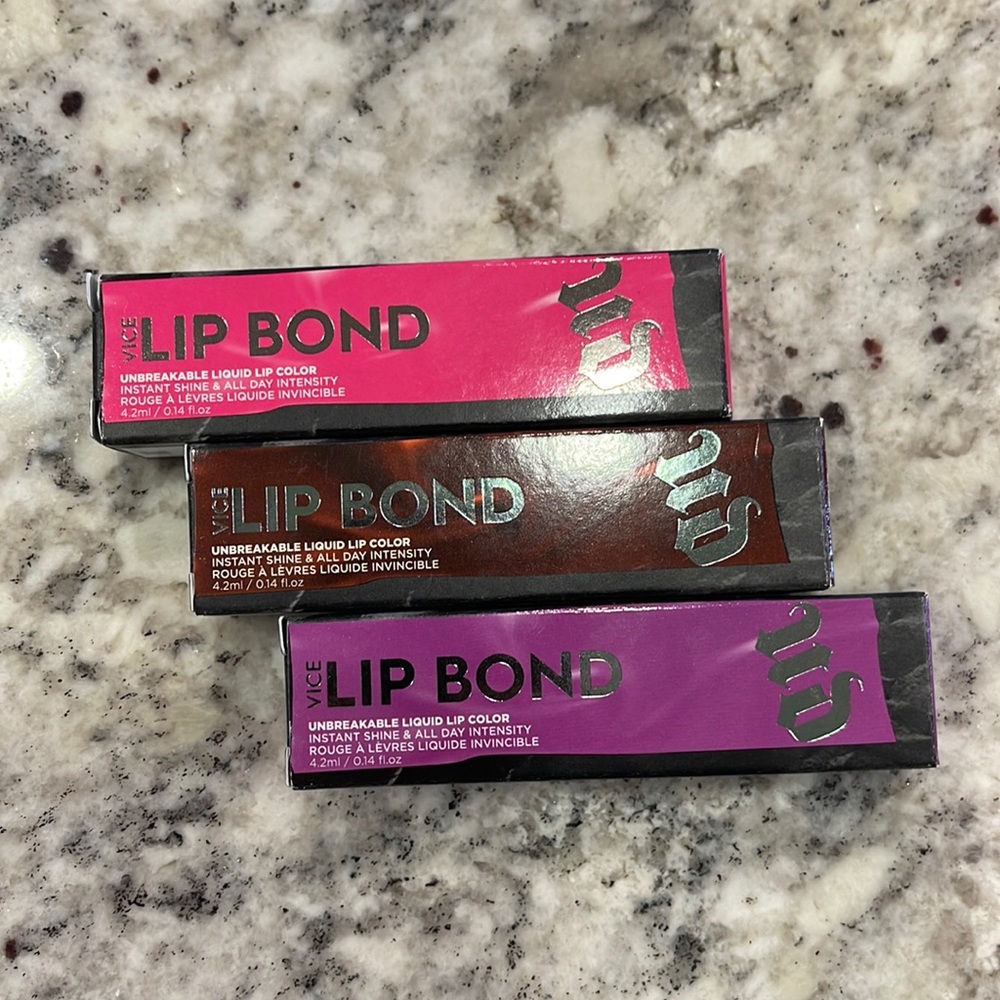 VICE
LIP BOND
UNBREAKABLE LIQUID LIP COLOR
INSTANT SHINE & ALL DAY INTENSITY
ROUGE À LÈVRES LIQUIDE INVINCIBLE
4.2ml / 0.14 fl.oz
UD
VICE
LIP BOND
UNBREAKABLE LIQUID LIP COLOR
INSTANT SHINE & ALL DAY INTENSITY
ROUGE À LÈVRES LIQUIDE INVINCIBLE
4.2ml / 0.14 fl.oz
UD
VICE
LIP BOND
UNBREAKABLE LIQUID LIP COLOR
INSTANT SHINE & ALL DAY INTENSITY
ROUGE À LÈVRES LIQUIDE INVINCIBLE
4.2ml / 0.14 fl.oz
UD